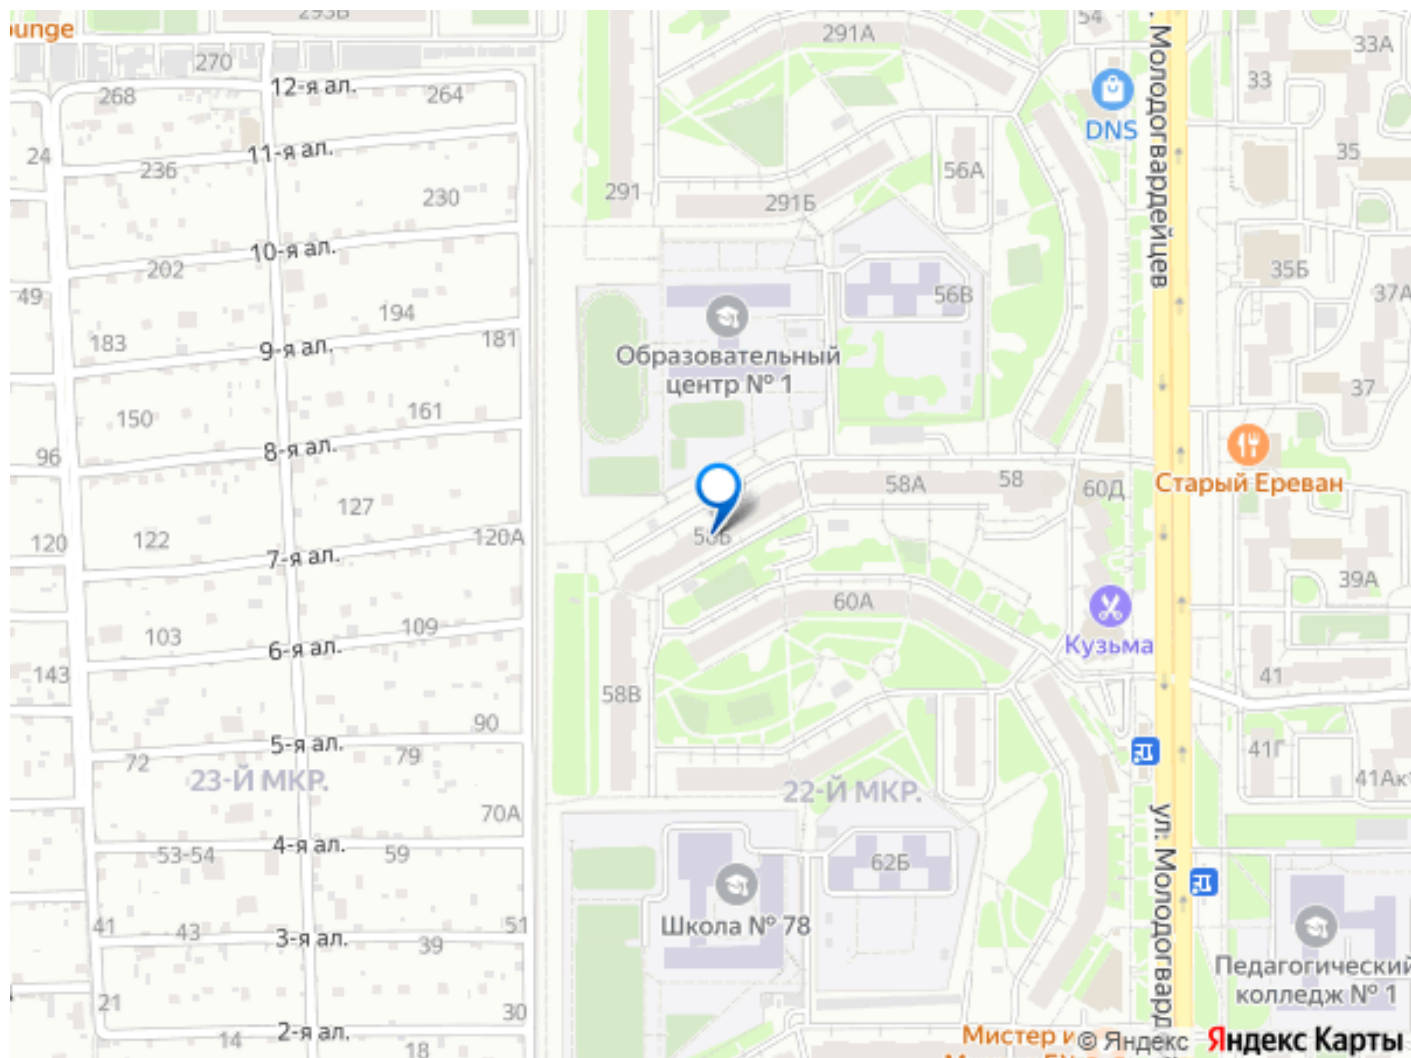 293В
54
unge
291А
33А
ул. Молодогвардейцев
270
12-я ал.
268
264
33
DNS
11-я ал.
24
236
35
291
56А
230
291Б
10-я ал.
202
35Б
49
56В
37А
194
183
181
9-я ал.
Образовательный
центр № 1
37
150
161
8-я ал.
96
Старый Ереван
58А
58
60Д
127
120
122
7-я ал.
120А
58Б
39А
60А
103
109
6-я ал.
Кузьма
143
58В
41
90
72
5-я ал.
79
41Г
23-Й МКР.
22-Й МКР.
41Ак
70А
ул. Молодогвард
53-54
4-я ал.
59
62Б
41
43
3-я ал.
39
51
Школа № 78
Педагогический
колледж № 1
21
14
2-я ал.
30
18
Мистер и
© Яндекс
Яндекс Карты